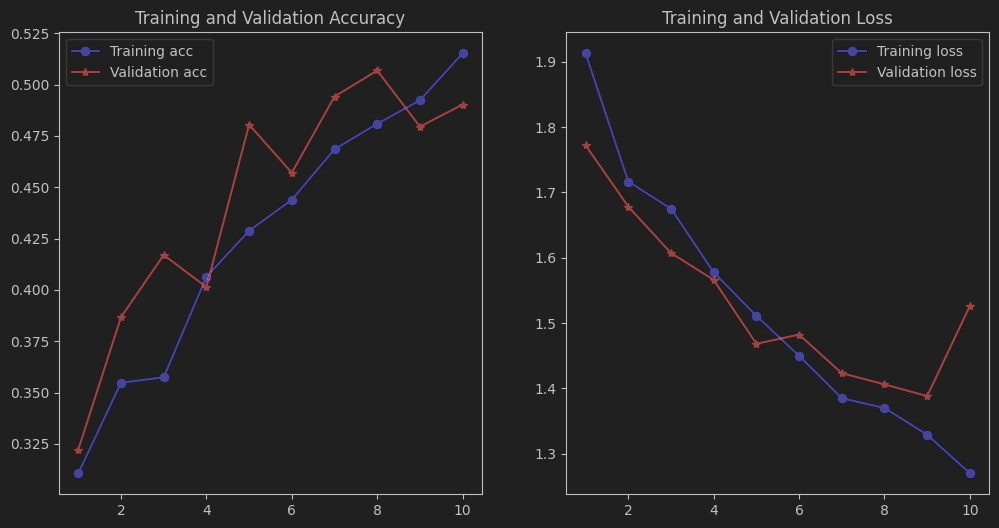 Training and Validation Accuracy
Training acc
Validation acc
0.525
0.500
0.475
0.450
0.425
0.400
0.375
0.350
0.325
2 4 6 8 10
Training and Validation Loss
Training loss
Validation loss
1.9
1.8
1.7
1.6
1.5
1.4
1.3
2 4 6 8 10